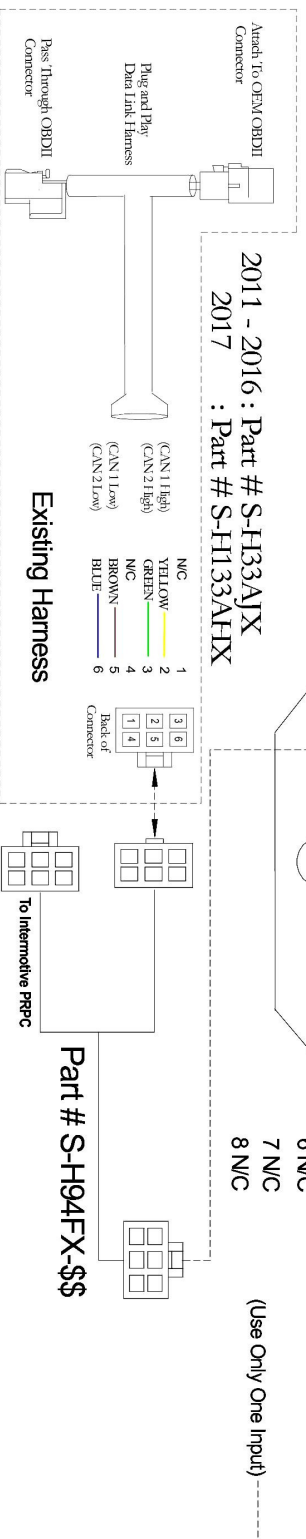 Attach To OEM OBDII
Connector
Plug and Play
Data Link Harness
Pass Through OBDII
Connector
2011 - 2016 : Part # S-H33AJX
2017 : Part # S-H133AHX
(CAN 1 High)
(CAN 2 High)
(CAN 1 Low)
(CAN 2 Low)
N/C 1
YELLOW 2
GREEN 3
N/C 4
BROWN 5
BLUE 6
3 6
2 5
1 4
Back of
Connector
Existing Harness
To Intermotive PRPC
Part # S-H94FX-$$
7 N/C
8 N/C
(Use Only One Input)